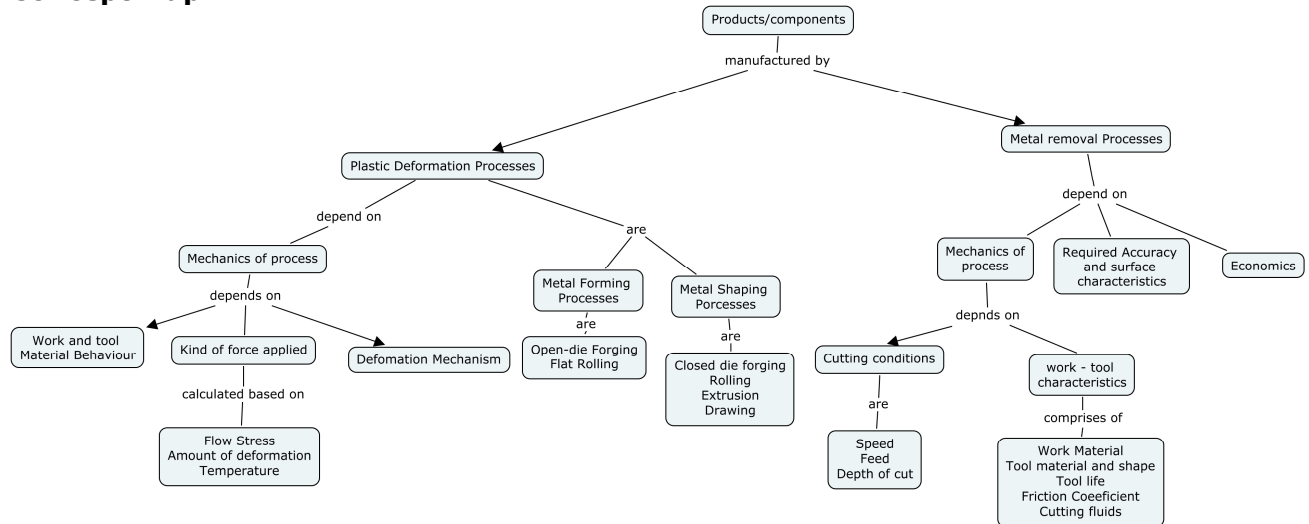 Products/components
manufactured by
Plastic Deformation Processes
Metal removal Processes
depend on
are
depend on
Mechanics of process
Metal Forming
Processes
Metal Shaping
Porcesses
Mechanics of
process
Required Accuracy
and surface
characteristics
Economics
depends on
are
are
depnds on
Work and tool
Material Behaviour
Kind of force applied
Defomation Mechanism
Open-die Forging
Flat Rolling
Closed die forging
Rolling
Extrusion
Drawing
Cutting conditions
work - tool
characteristics
calculated based on
are
comprises of
Flow Stress
Amount of deformation
Temperature
Speed
Feed
Depth of cut
Work Material
Tool material and shape
Tool life
Friction Coeeficient
Cutting fluids